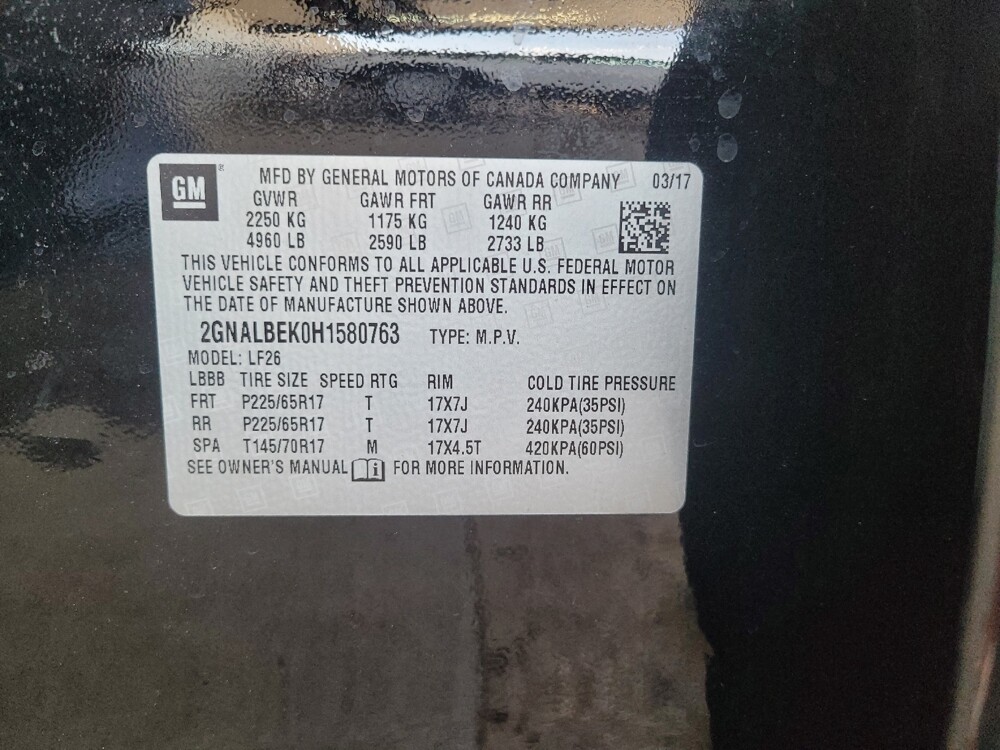 GM
MFD BY GENERAL MOTORS OF CANADA COMPANY 03/17
GVWR GAWR FRT GAWR RR
2250 KG 1175 KG 1240 KG
4960 LB 2590 LB 2733 LB
THIS VEHICLE CONFORMS TO ALL APPLICABLE U.S. FEDERAL MOTOR
VEHICLE SAFETY AND THEFT PREVENTION STANDARDS IN EFFECT ON
THE DATE OF MANUFACTURE SHOWN ABOVE.
2GNALBEK0H1580763 TYPE: M.P.V.
MODEL: LF26
LBBB TIRE SIZE SPEED RTG RIM COLD TIRE PRESSURE
FRT P225/65R17 T 17X7J 240KPA(35PSI)
RR P225/65R17 T 17X7J 240KPA(35PSI)
SPA T145/70R17 M 17X4.5T 420KPA(60PSI)
SEE OWNER'S MANUAL FOR MORE INFORMATION.